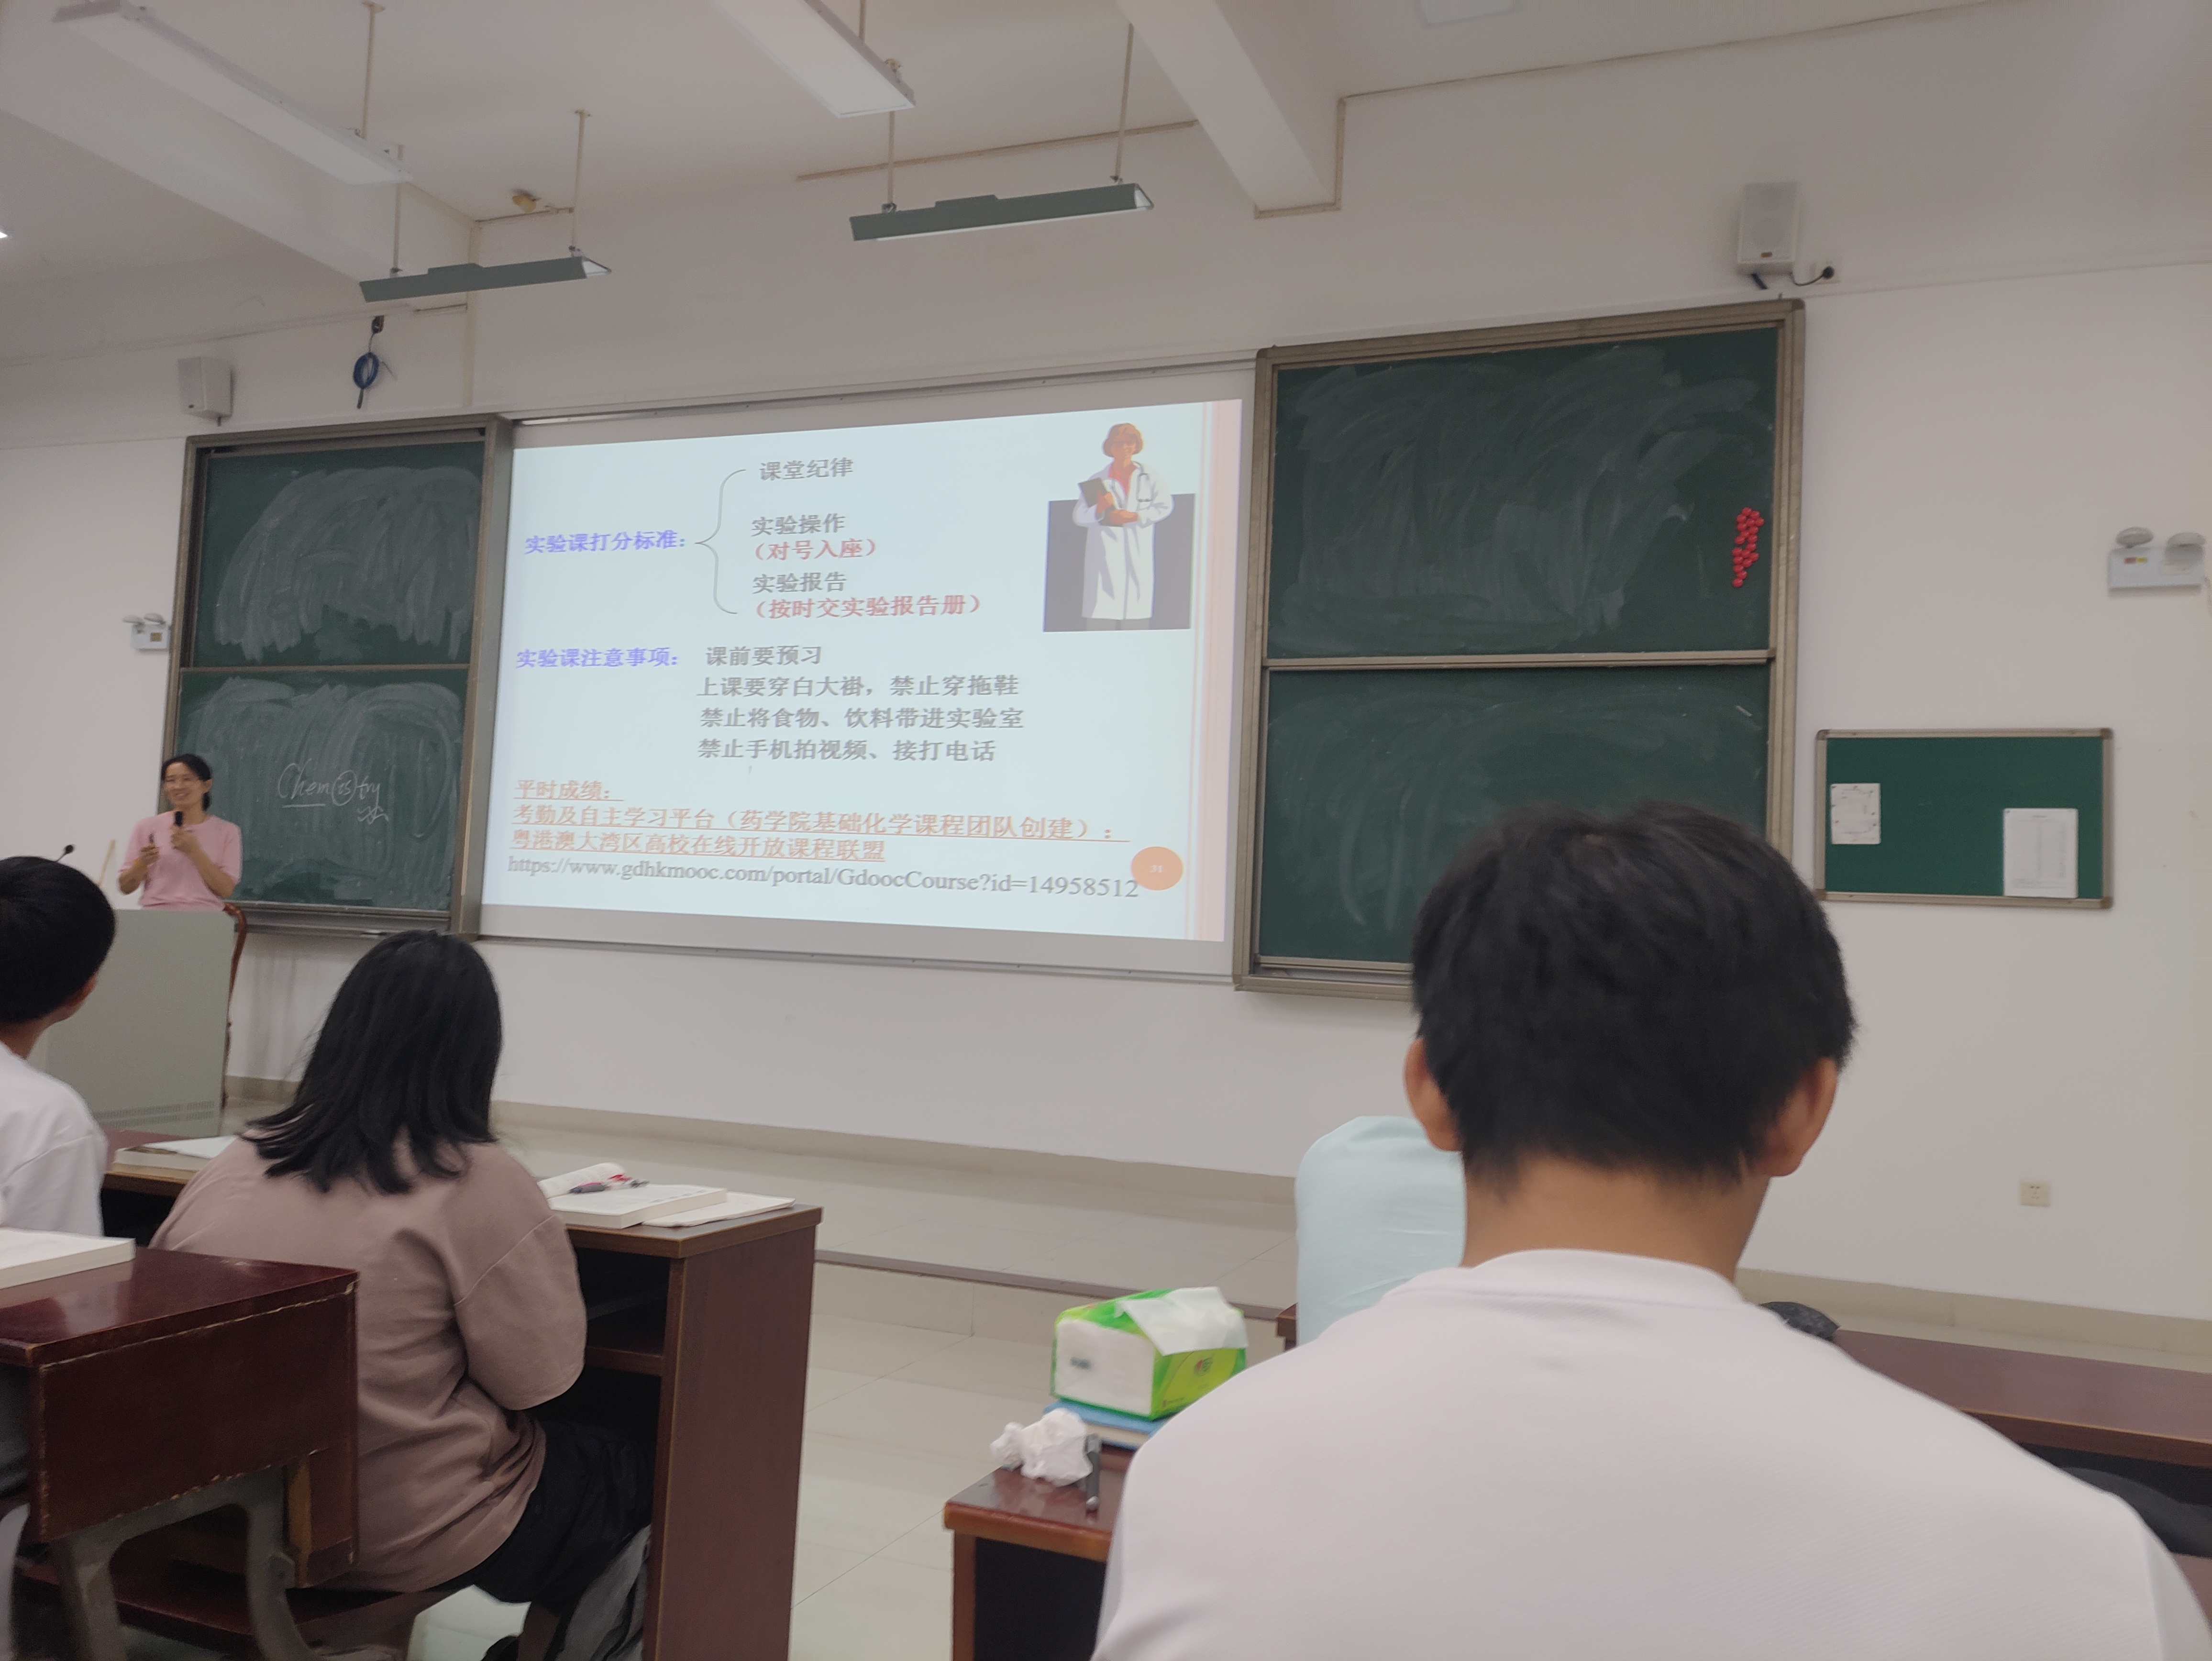 课堂纪律
实验课打分标准：
实验操作
（对号入座）
实验报告
（按时交实验报告册）
实验课注意事项： 课前要预习
上课要穿白大褂，禁止穿拖鞋
禁止将食物、饮料带进实验室
禁止手机拍视频、接打电话
平时成绩：
考勤及自主学习平台（药学院基础化学课程团队创建）：
粤港澳大湾区高校在线开放课程联盟
https://www.gdhkmooc.com/portal/GdoocCourse?id=14958512
31
Chemistry